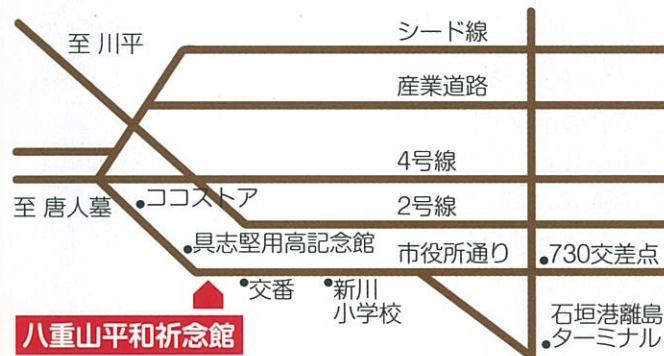 シード線
至 川平
産業道路
4号線
ココストア
至 唐人墓
2号線
具志堅用高記念館
市役所通り
730交差点
交番
新川
小学校
石垣港離島
ターミナル
八重山平和祈念館